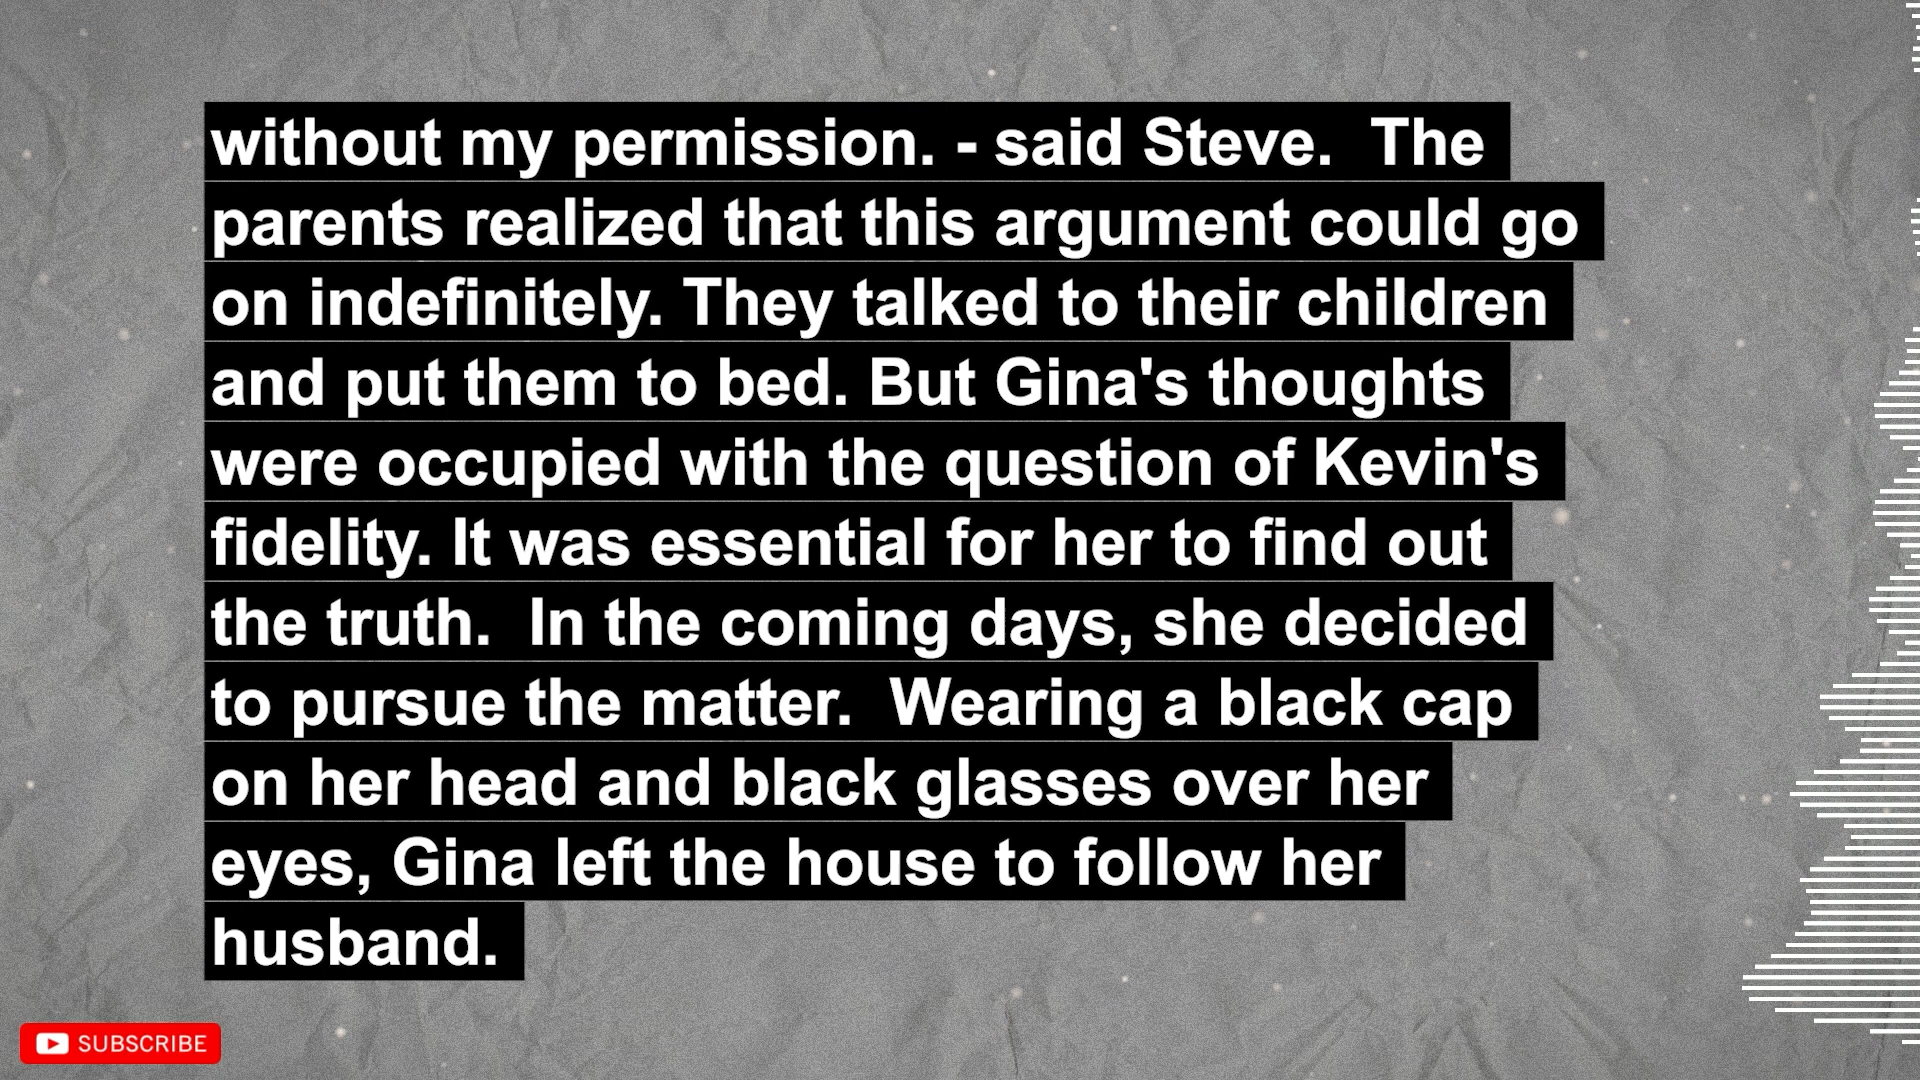 without my permission. - said Steve.  The
parents realized that this argument could go
on indefinitely. They talked to their children
and put them to bed. But Gina's thoughts
were occupied with the question of Kevin's
fidelity. It was essential for her to find out
the truth.  In the coming days, she decided
to pursue the matter.  Wearing a black cap
on her head and black glasses over her
eyes, Gina left the house to follow her
husband.
SUBSCRIBE